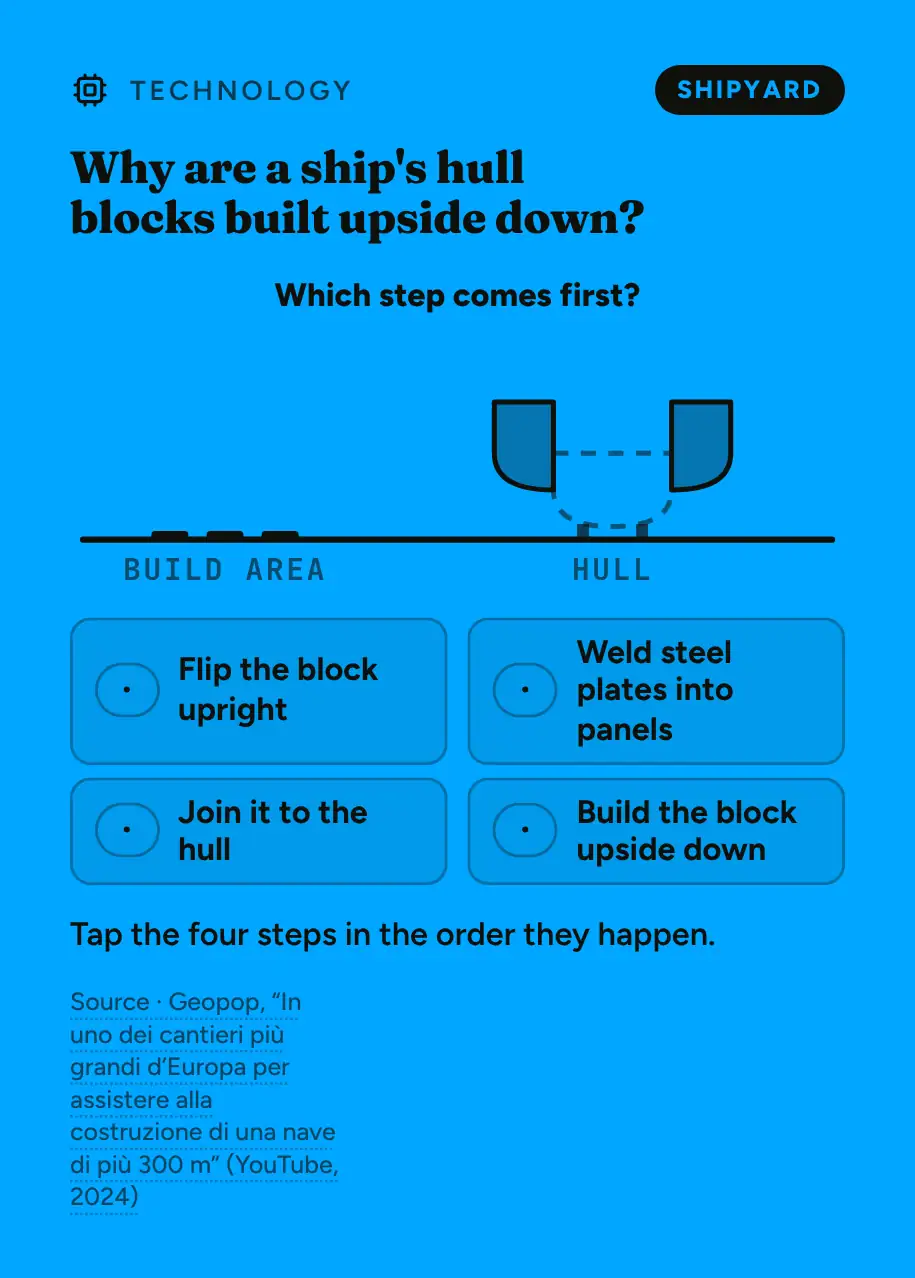 TECHNOLOGY
SHIPYARD
Why are a ship's hull
blocks built upside down?
Which step comes first?
BUILD AREA
HULL
Flip the block
upright
Weld steel
plates into
panels
Join it to the
hull
Build the block
upside down
Tap the four steps in the order they happen.
Source · Geopop, “In
uno dei cantieri più
grandi d’Europa per
assistere alla
costruzione di una nave
di più 300 m” (YouTube,
2024)